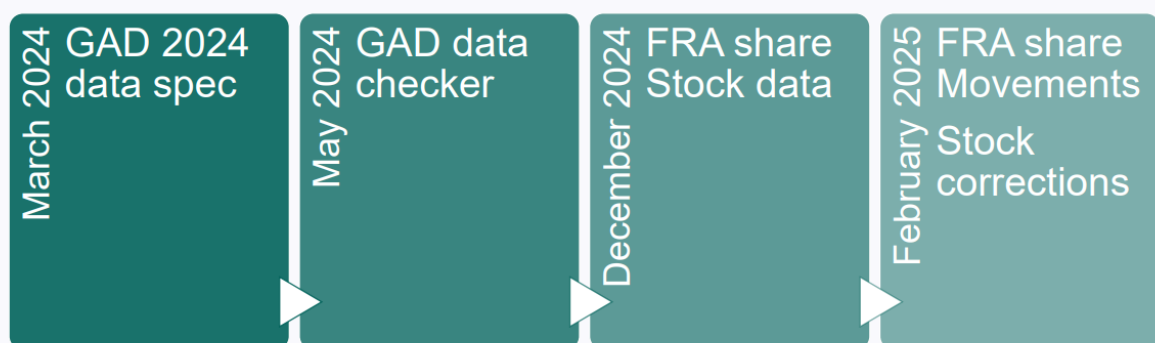 March 2024
GAD 2024
data spec
May 2024
GAD data
checker
December 2024
FRA share
Stock data
February 2025
FRA share
Movements
Stock
corrections